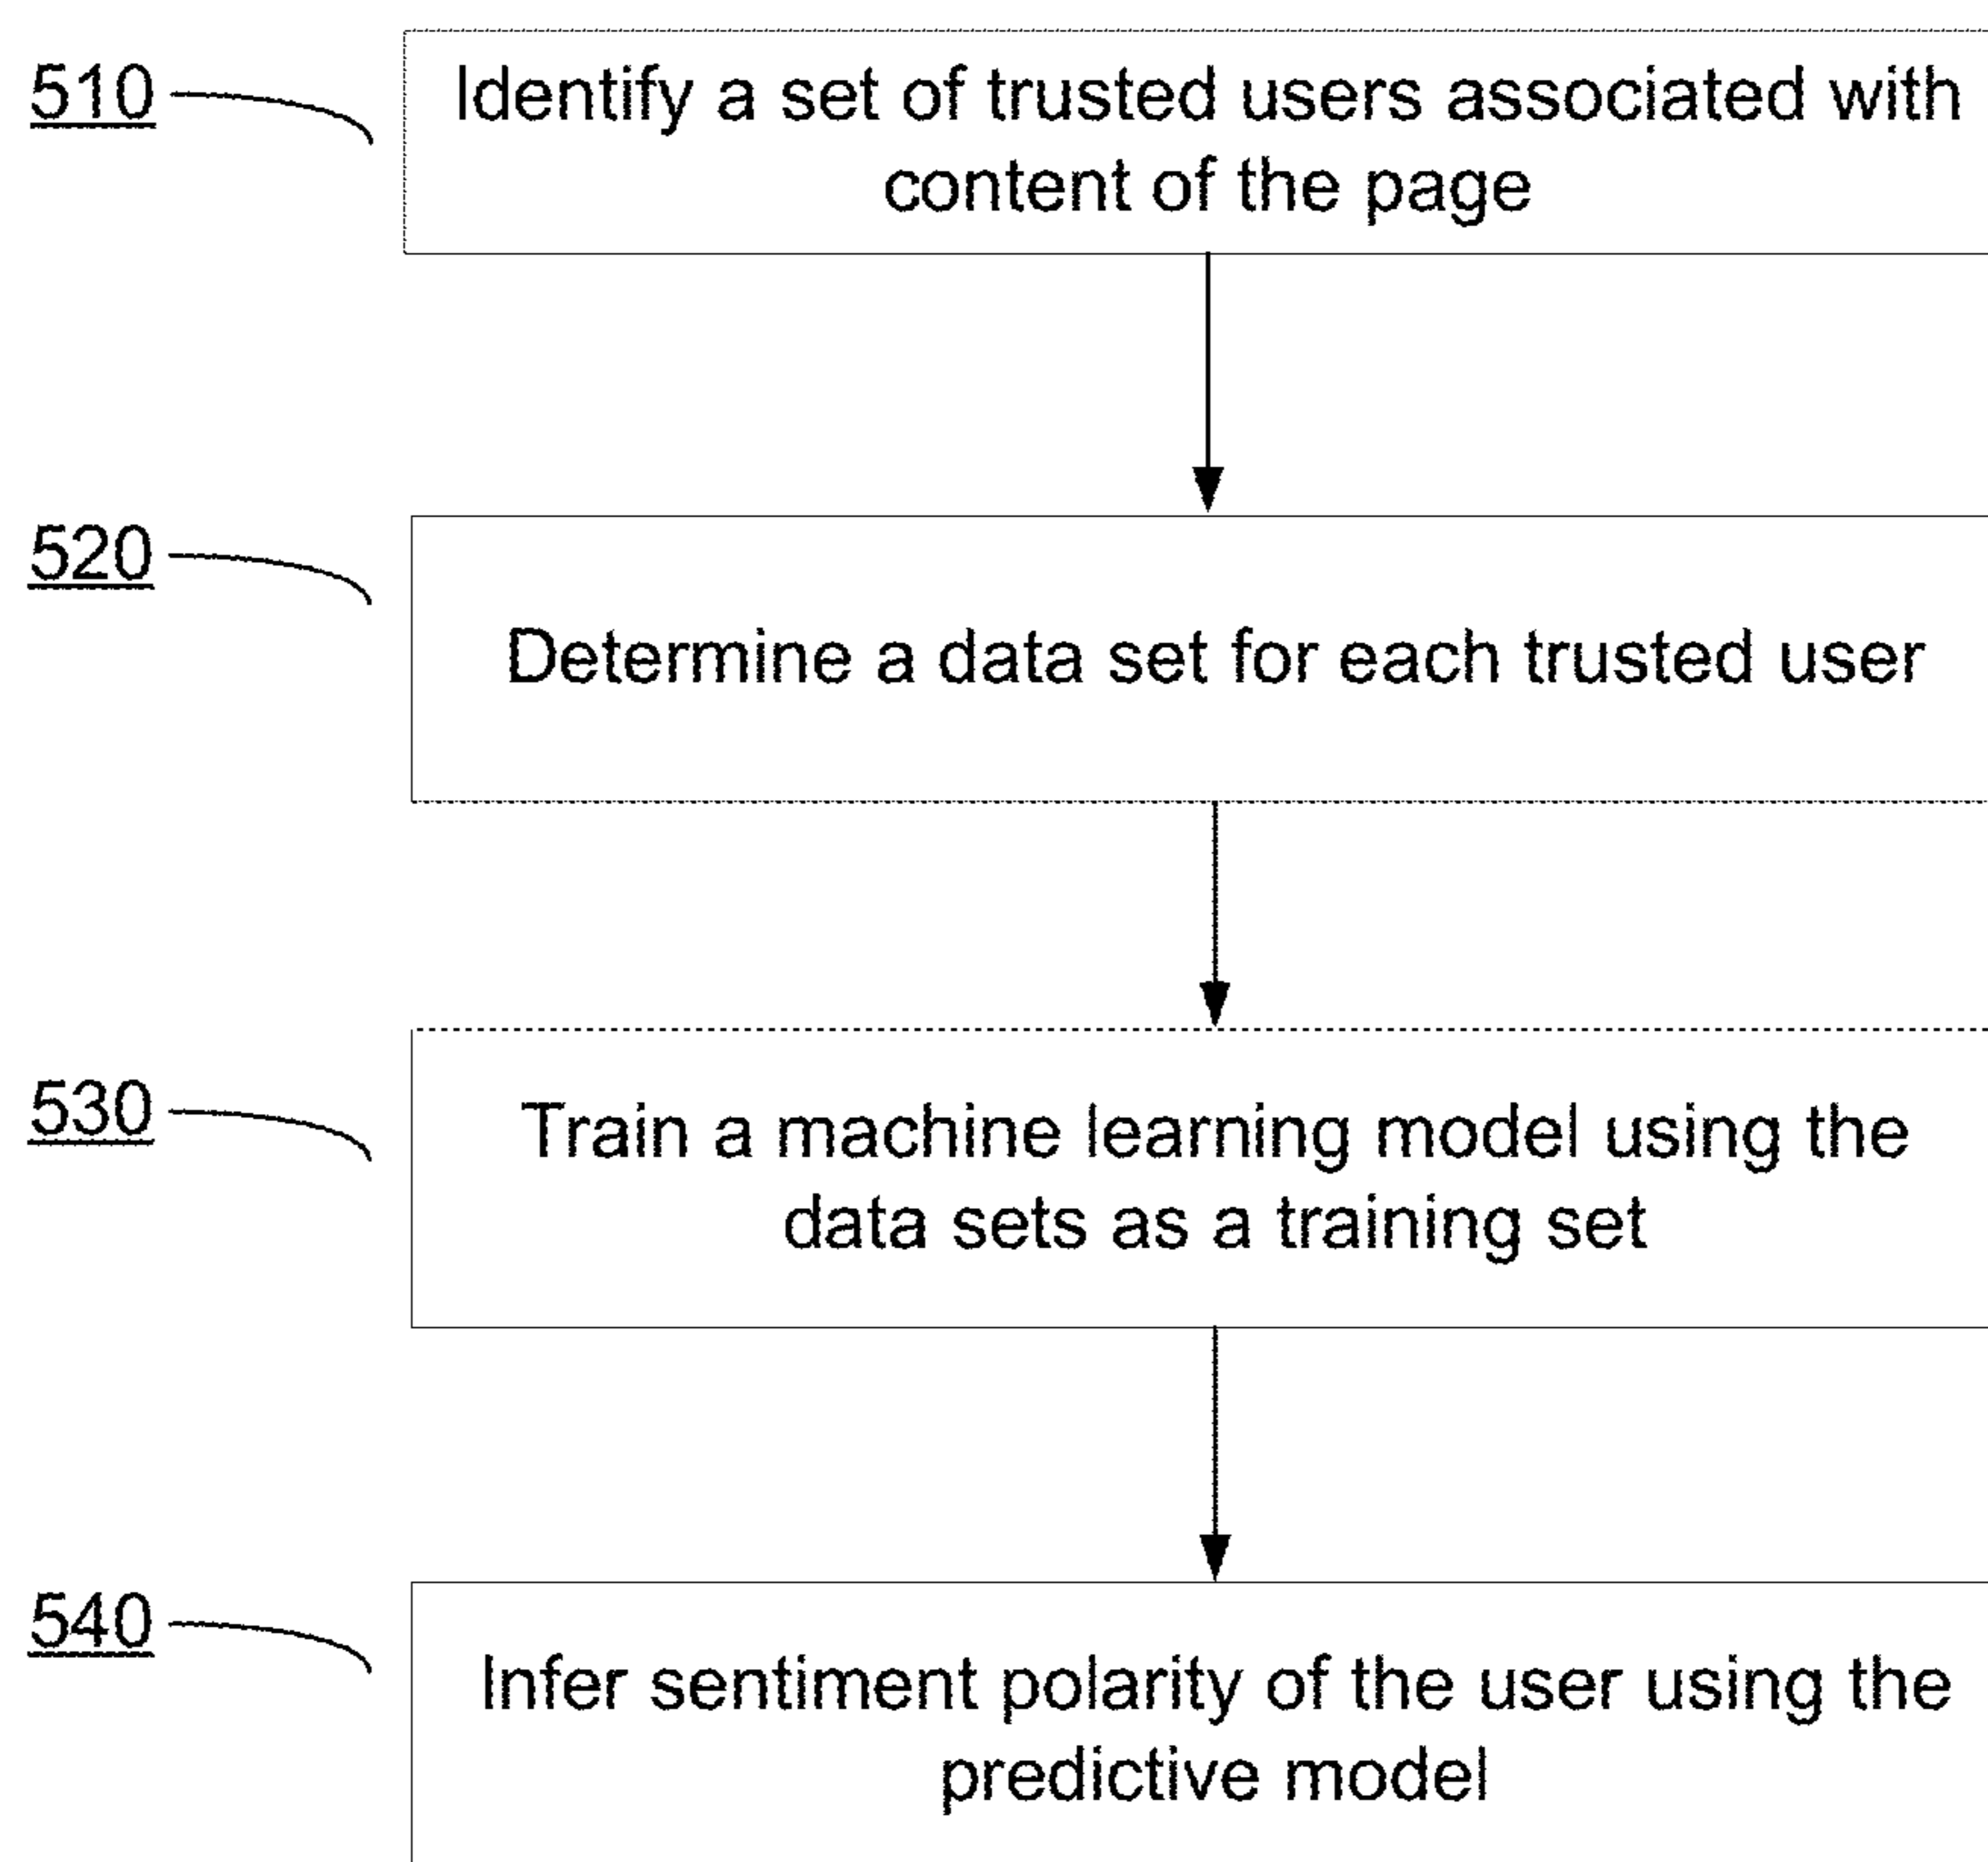 510
Identify a set of trusted users associated with
content of the page
520
Determine a data set for each trusted user
530
Train a machine learning model using the
data sets as a training set
540
Infer sentiment polarity of the user using the
predictive model